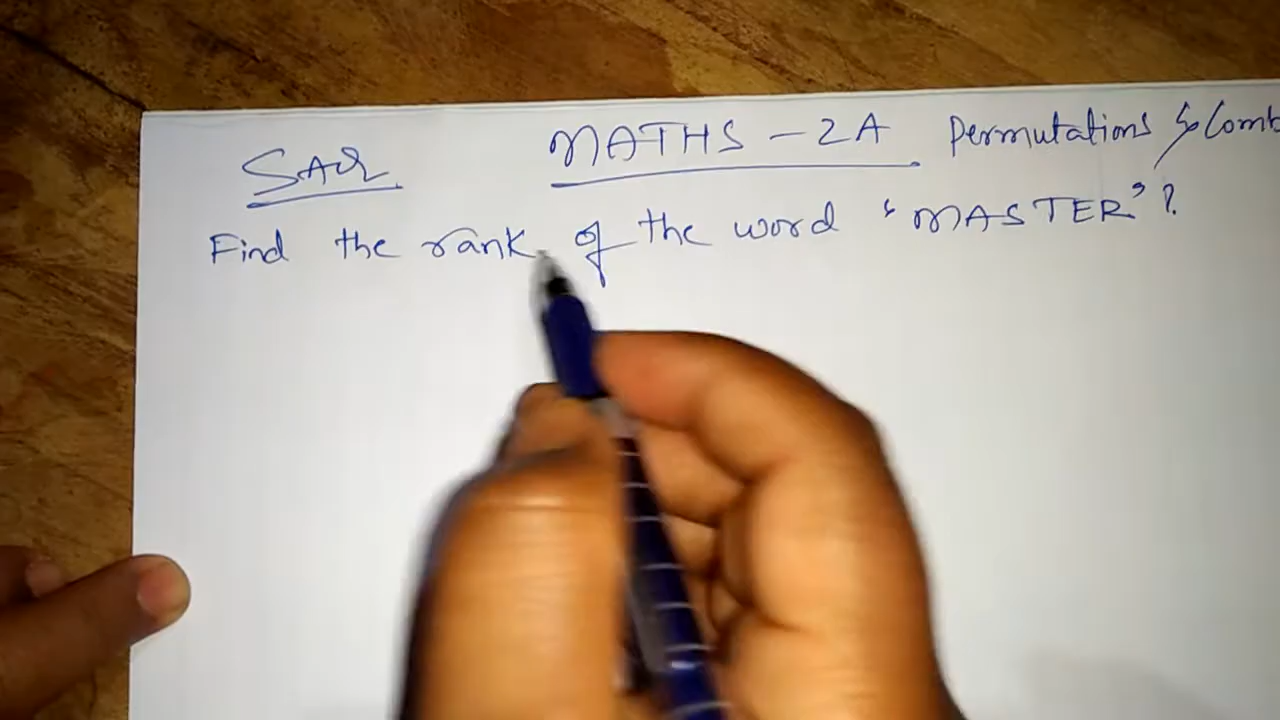 MATHS - 2A Permutations & Comb
SAQ
Find the rank of the word 'MASTER' ?